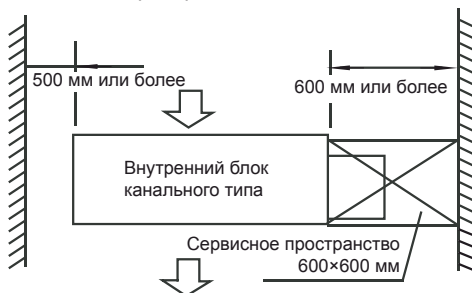 500 мм или более
600 мм или более
Внутренний блок
канального типа
Сервисное пространство
600×600 мм